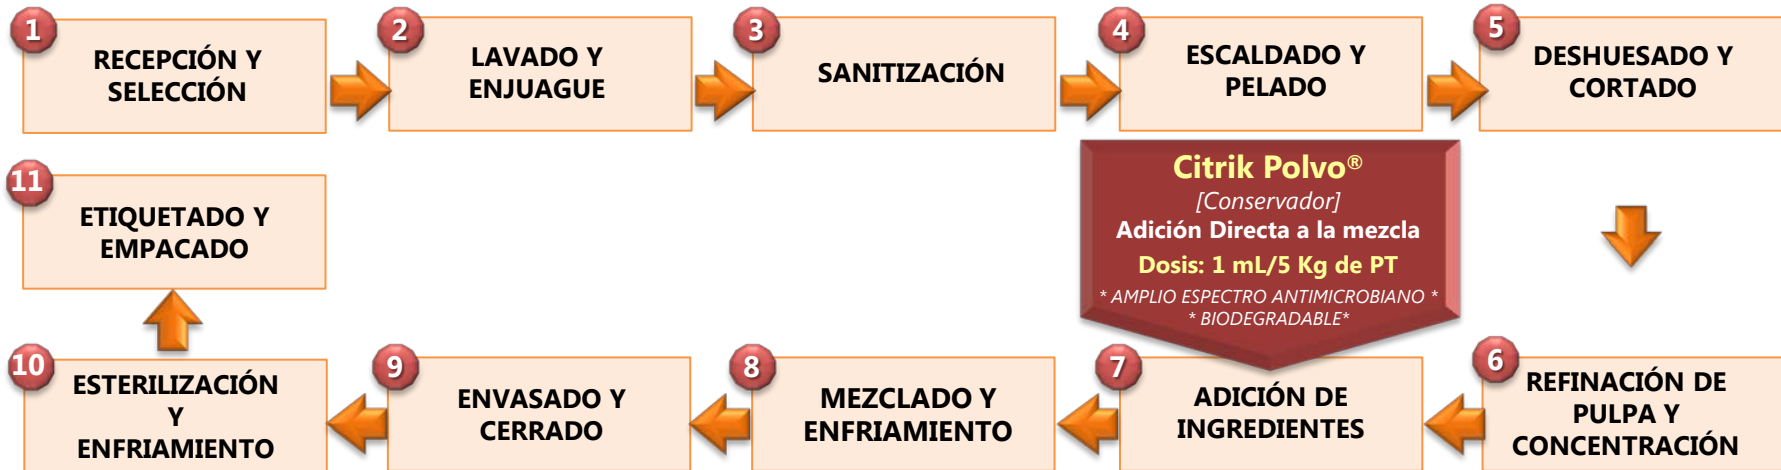 1
RECEPCIÓN Y
SELECCIÓN
2
LAVADO Y
ENJUAGUE
3
SANITIZACIÓN
4
ESCALDADO Y
PELADO
5
DESHUESADO Y
CORTADO
Citrik Polvo®
[Conservador]
Adición Directa a la mezcla
Dosis: 1 mL/5 Kg de PT
* AMPLIO ESPECTRO ANTIMICROBIANO *
* BIODEGRADABLE*
6
REFINACIÓN DE
PULPA Y
CONCENTRACIÓN
7
ADICIÓN DE
INGREDIENTES
8
MEZCLADO Y
ENFRIAMIENTO
9
ENVASADO Y
CERRADO
10
ESTERILIZACIÓN
Y
ENFRIAMIENTO
11
ETIQUETADO Y
EMPACADO